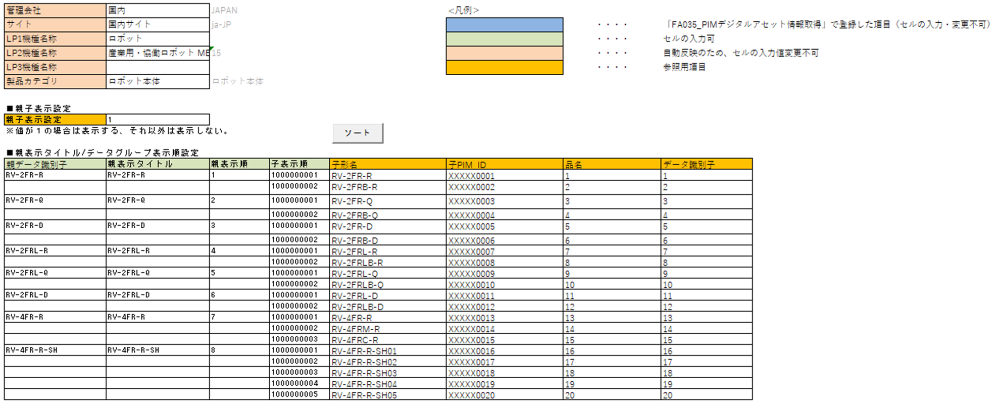 管理会社 国内 JAPAN <凡例>
サイト 国内サイト ja-JP ・・・・ 「FA035_PIMデジタルアセット情報取得」で登録した項目（セルの入力・変更不可）
LP1機種名称 ロボット ・・・・ セルの入力可
LP2機種名称 産業用・協働ロボット ME 15 ・・・・ 自動反映のため、セルの入力値変更不可
LP3機種名称 ・・・・ 参照用項目
製品カテゴリ ロボット本体 ロボット本体
■親子表示設定
親子表示設定 1
※値が１の場合は表示する、それ以外は表示しない。
ソート
■親表示タイトル/データグループ表示順設定
親データ識別子 親表示タイトル 親表示順 子表示順 子形名 子PIM_ID 品名 データ識別子
RV-2FR-R RV-2FR-R 1 1000000001 RV-2FR-R XXXXX0001 1 1
1000000002 RV-2FRB-R XXXXX0002 2 2
RV-2FR-Q RV-2FR-Q 2 1000000001 RV-2FR-Q XXXXX0003 3 3
1000000002 RV-2FRB-Q XXXXX0004 4 4
RV-2FR-D RV-2FR-D 3 1000000001 RV-2FR-D XXXXX0005 5 5
1000000002 RV-2FRB-D XXXXX0006 6 6
RV-2FRL-R RV-2FRL-R 4 1000000001 RV-2FRL-R XXXXX0007 7 7
1000000002 RV-2FRLB-R XXXXX0008 8 8
RV-2FRL-Q RV-2FRL-Q 5 1000000001 RV-2FRL-Q XXXXX0009 9 9
1000000002 RV-2FRLB-Q XXXXX0010 10 10
RV-2FRL-D RV-2FRL-D 6 1000000001 RV-2FRL-D XXXXX0011 11 11
1000000002 RV-2FRLB-D XXXXX0012 12 12
RV-4FR-R RV-4FR-R 7 1000000001 RV-4FR-R XXXXX0013 13 13
1000000002 RV-4FRM-R XXXXX0014 14 14
1000000003 RV-4FRC-R XXXXX0015 15 15
RV-4FR-R-SH RV-4FR-R-SH 8 1000000001 RV-4FR-R-SH01 XXXXX0016 16 16
1000000002 RV-4FR-R-SH02 XXXXX0017 17 17
1000000003 RV-4FR-R-SH03 XXXXX0018 18 18
1000000004 RV-4FR-R-SH04 XXXXX0019 19 19
1000000005 RV-4FR-R-SH05 XXXXX0020 20 20